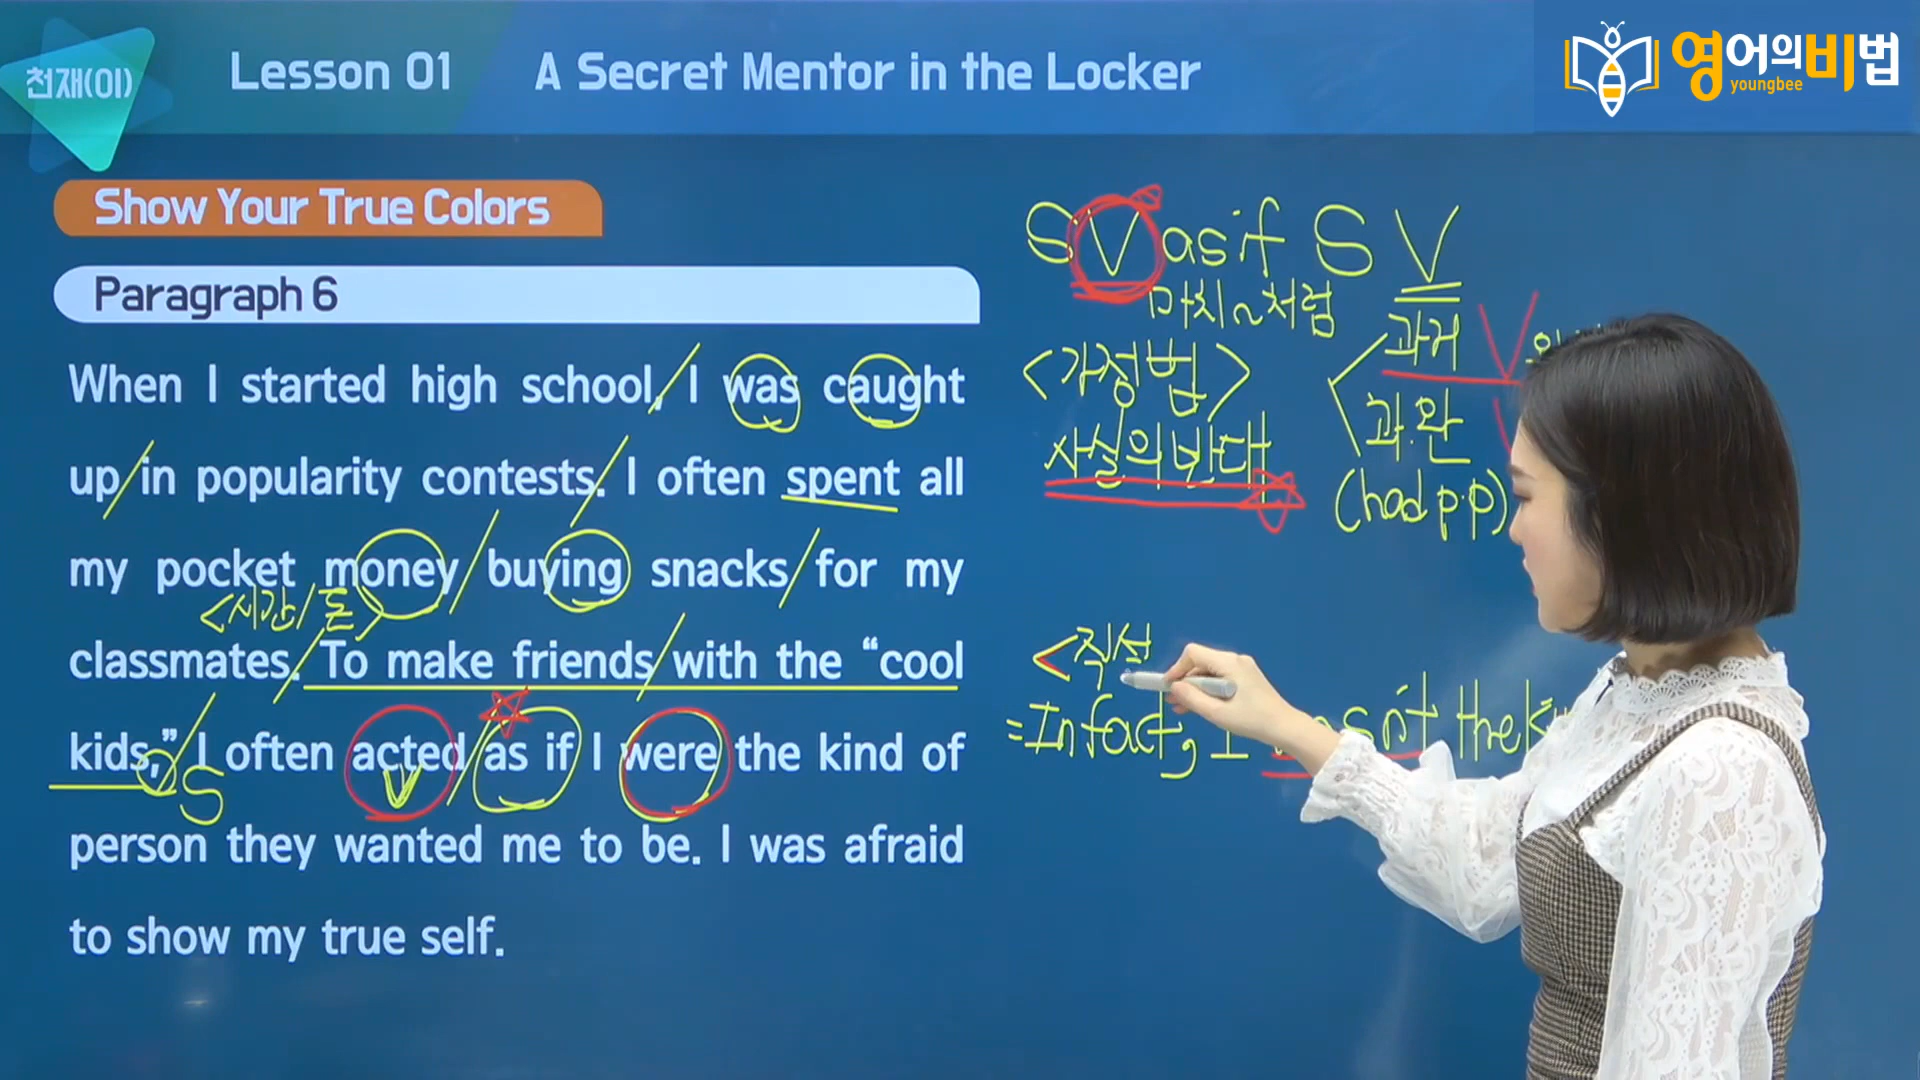 천재(이)
Lesson 01 A Secret Mentor in the Locker
영어의비법
youngbee
Show Your True Colors
Paragraph 6
When I started high school, I was caught
up in popularity contests. I often spent all
my pocket money buying snacks for my
<시간/돈>
classmates. To make friends with the “cool
kids,” I often acted as if I were the kind of
S V
person they wanted me to be. I was afraid
to show my true self.
S V as if S V
마치~처럼
<가정법>
사실의 반대
과거 V
과.완 V
(had p.p)
<직설
= In fact, I not the